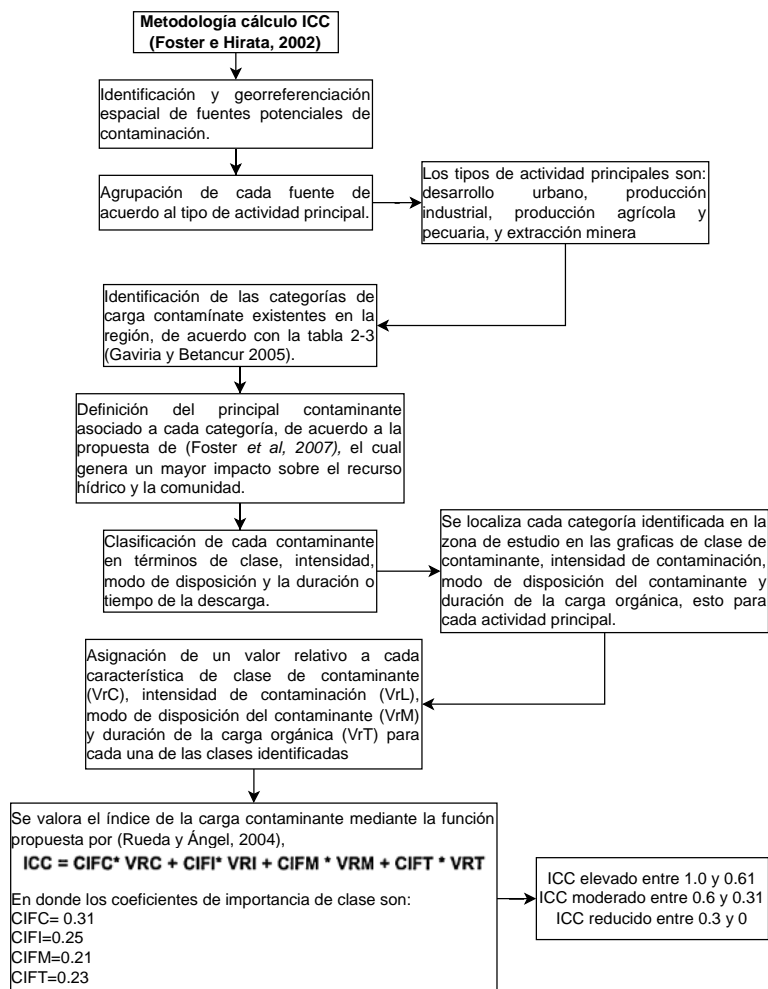 Metodología cálculo ICC
(Foster e Hirata, 2002)
Identificación y georreferenciación
espacial de fuentes potenciales de
contaminación.
Agrupación de cada fuente de
acuerdo al tipo de actividad principal.
Los tipos de actividad principales son:
desarrollo urbano, producción
industrial, producción agrícola y
pecuaria, y extracción minera
Identificación de las categorías de
carga contamínate existentes en la
región, de acuerdo con la tabla 2-3
(Gaviria y Betancur 2005).
Definición del principal contaminante
asociado a cada categoría, de acuerdo a la
propuesta de (Foster et al, 2007), el cual
genera un mayor impacto sobre el recurso
hídrico y la comunidad.
Clasificación de cada contaminante
en términos de clase, intensidad,
modo de disposición y la duración o
tiempo de la descarga.
Se localiza cada categoría identificada en la
zona de estudio en las graficas de clase de
contaminante, intensidad de contaminación,
modo de disposición del contaminante y
duración de la carga orgánica, esto para
cada actividad principal.
Asignación de un valor relativo a cada
característica de clase de contaminante
(VrC), intensidad de contaminación (VrL),
modo de disposición del contaminante (VrM)
y duración de la carga orgánica (VrT) para
cada una de las clases identificadas
Se valora el índice de la carga contaminante mediante la función
propuesta por (Rueda y Ángel, 2004),
ICC = CIFC* VRC + CIFI* VRI + CIFM * VRM + CIFT * VRT
En donde los coeficientes de importancia de clase son:
CIFC= 0.31
CIFI=0.25
CIFM=0.21
CIFT=0.23
ICC elevado entre 1.0 y 0.61
ICC moderado entre 0.6 y 0.31
ICC reducido entre 0.3 y 0